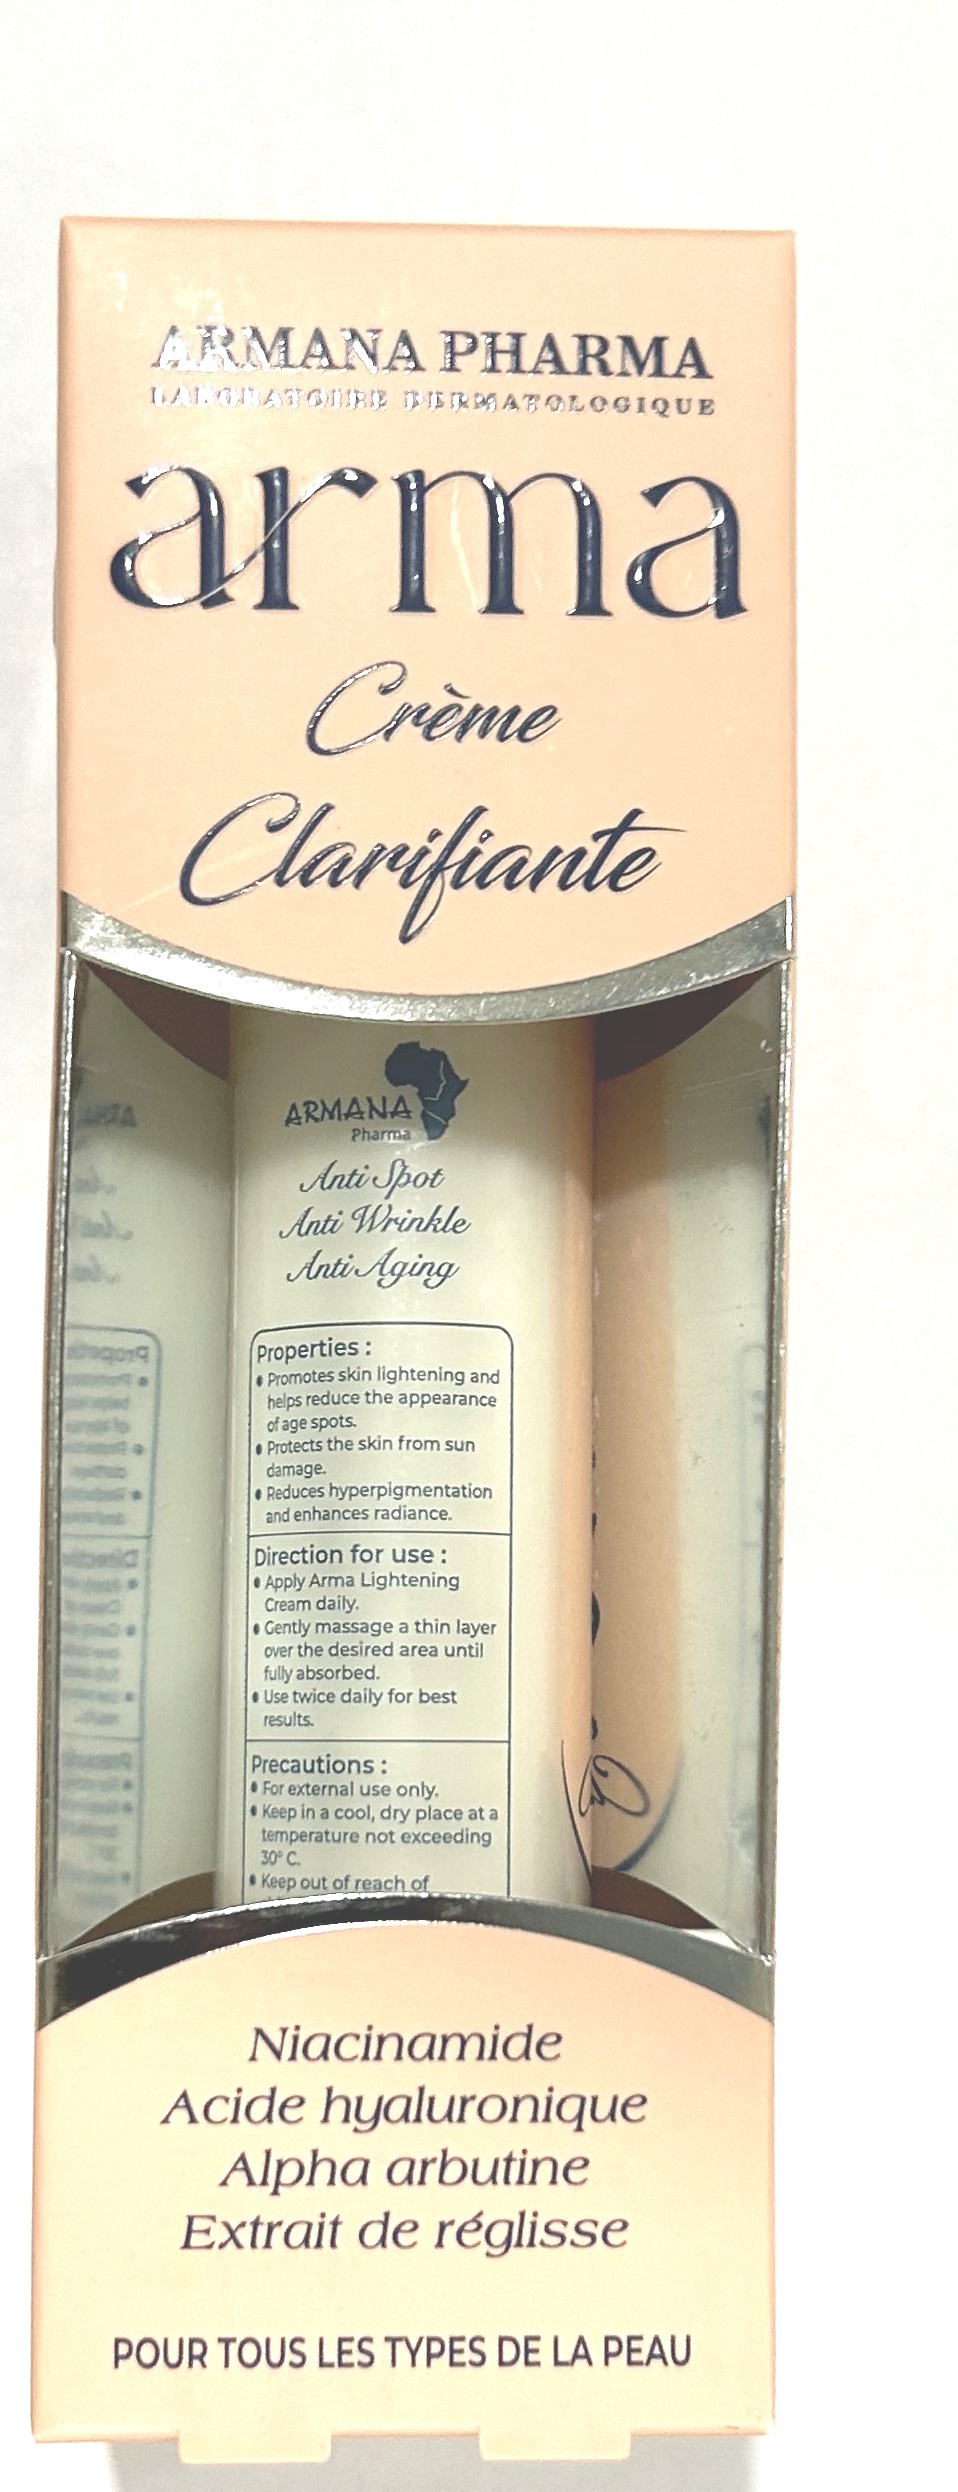 ARMANA PHARMA
LABORATOIRE DERMATOLOGIQUE
arma
Crème
Clarifiante
ARMANA
Pharma
Anti Spot
Anti Wrinkle
Anti Aging
Properties :
• Promotes skin lightening and
helps reduce the appearance
of age spots.
• Protects the skin from sun
damage.
• Reduces hyperpigmentation
and enhances radiance.
Direction for use :
• Apply Arma Lightening
Cream daily.
• Gently massage a thin layer
over the desired area until
fully absorbed.
• Use twice daily for best
results.
Precautions :
• For external use only.
• Keep in a cool, dry place at a
temperature not exceeding
30° C.
• Keep out of reach of
Niacinamide
Acide hyaluronique
Alpha arbutine
Extrait de réglisse
POUR TOUS LES TYPES DE LA PEAU